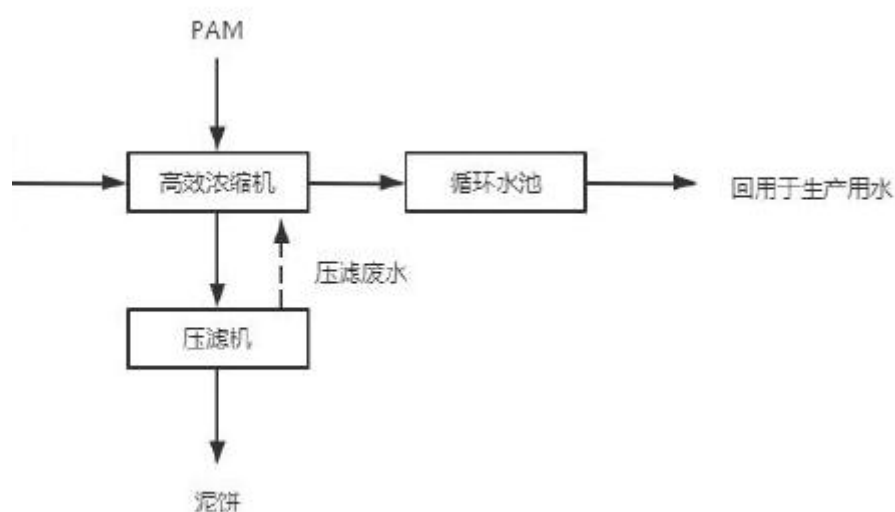 PAM
高效浓缩机
循环水池
回用于生产用水
压滤废水
压滤机
泥饼